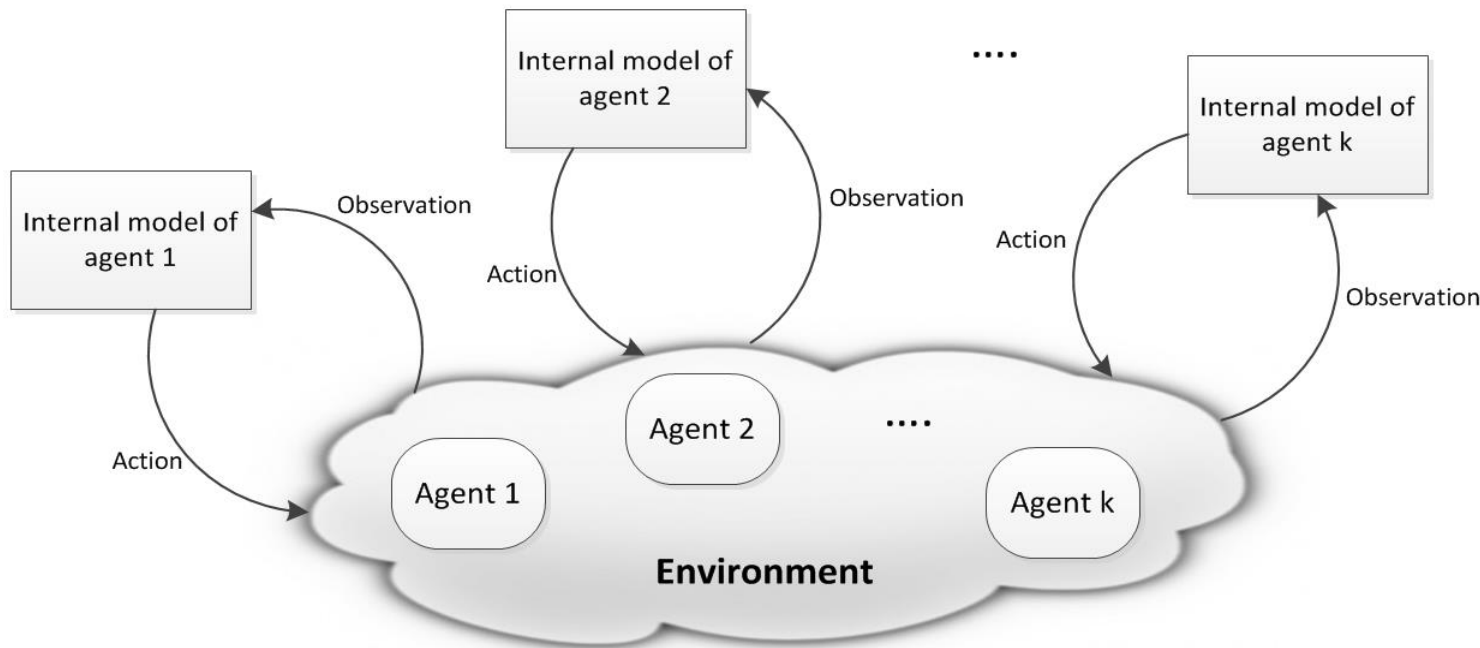 Internal model of
agent 1
Observation
Action
Internal model of
agent 2
Action
Observation
....
Internal model of
agent k
Action
Observation
Agent 1
Agent 2
....
Agent k
Environment